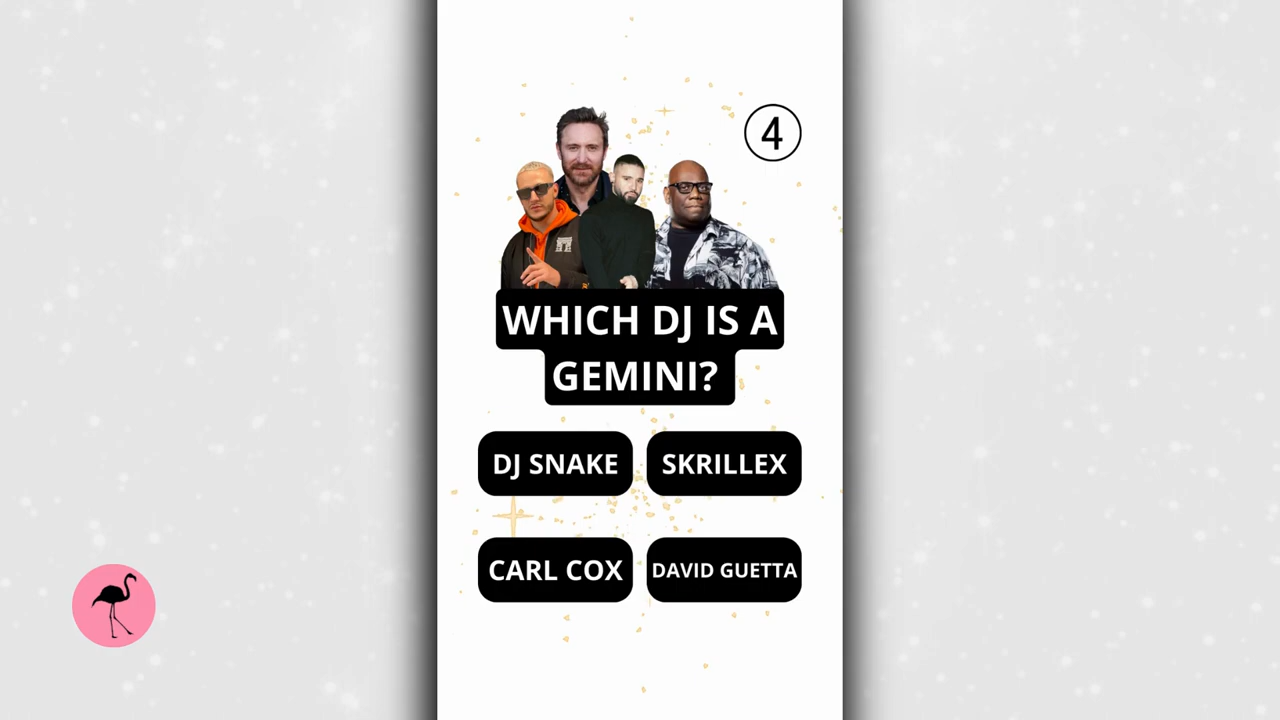 4
WHICH DJ IS A
GEMINI?
DJ SNAKE
SKRILLEX
CARL COX
DAVID GUETTA